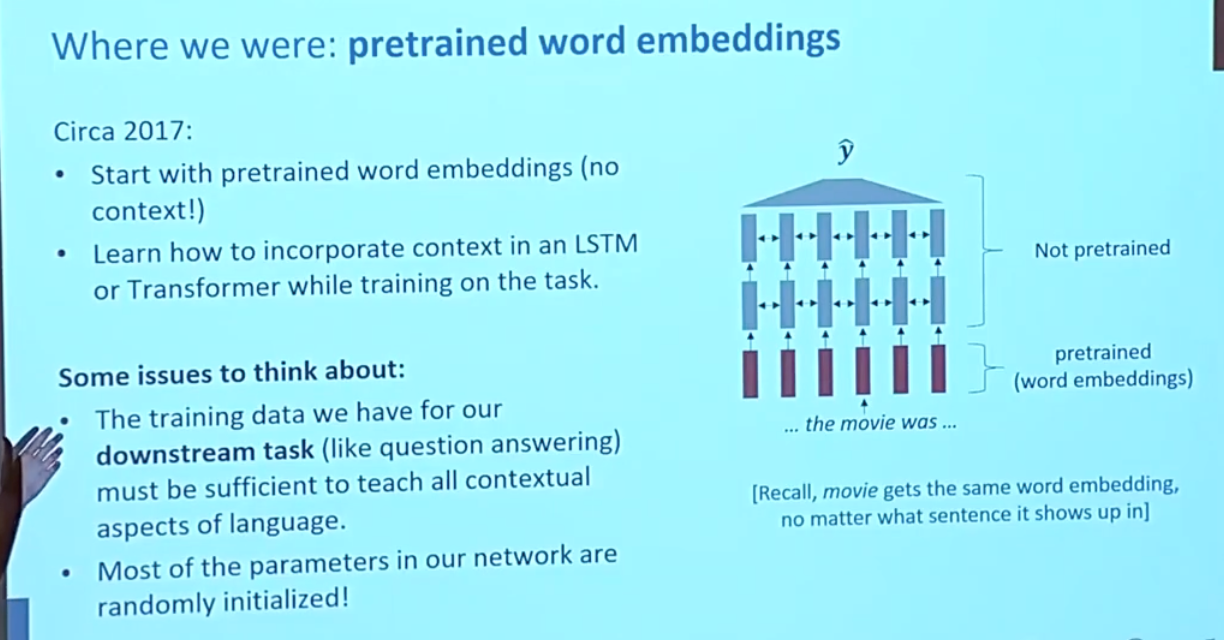 Where we were: pretrained word embeddings
Circa 2017:
• Start with pretrained word embeddings (no
context!)
• Learn how to incorporate context in an LSTM
or Transformer while training on the task.
Some issues to think about:
• The training data we have for our
downstream task (like question answering)
must be sufficient to teach all contextual
aspects of language.
• Most of the parameters in our network are
randomly initialized!
ŷ
Not pretrained
pretrained
(word embeddings)
... the movie was ...
[Recall, movie gets the same word embedding,
no matter what sentence it shows up in]